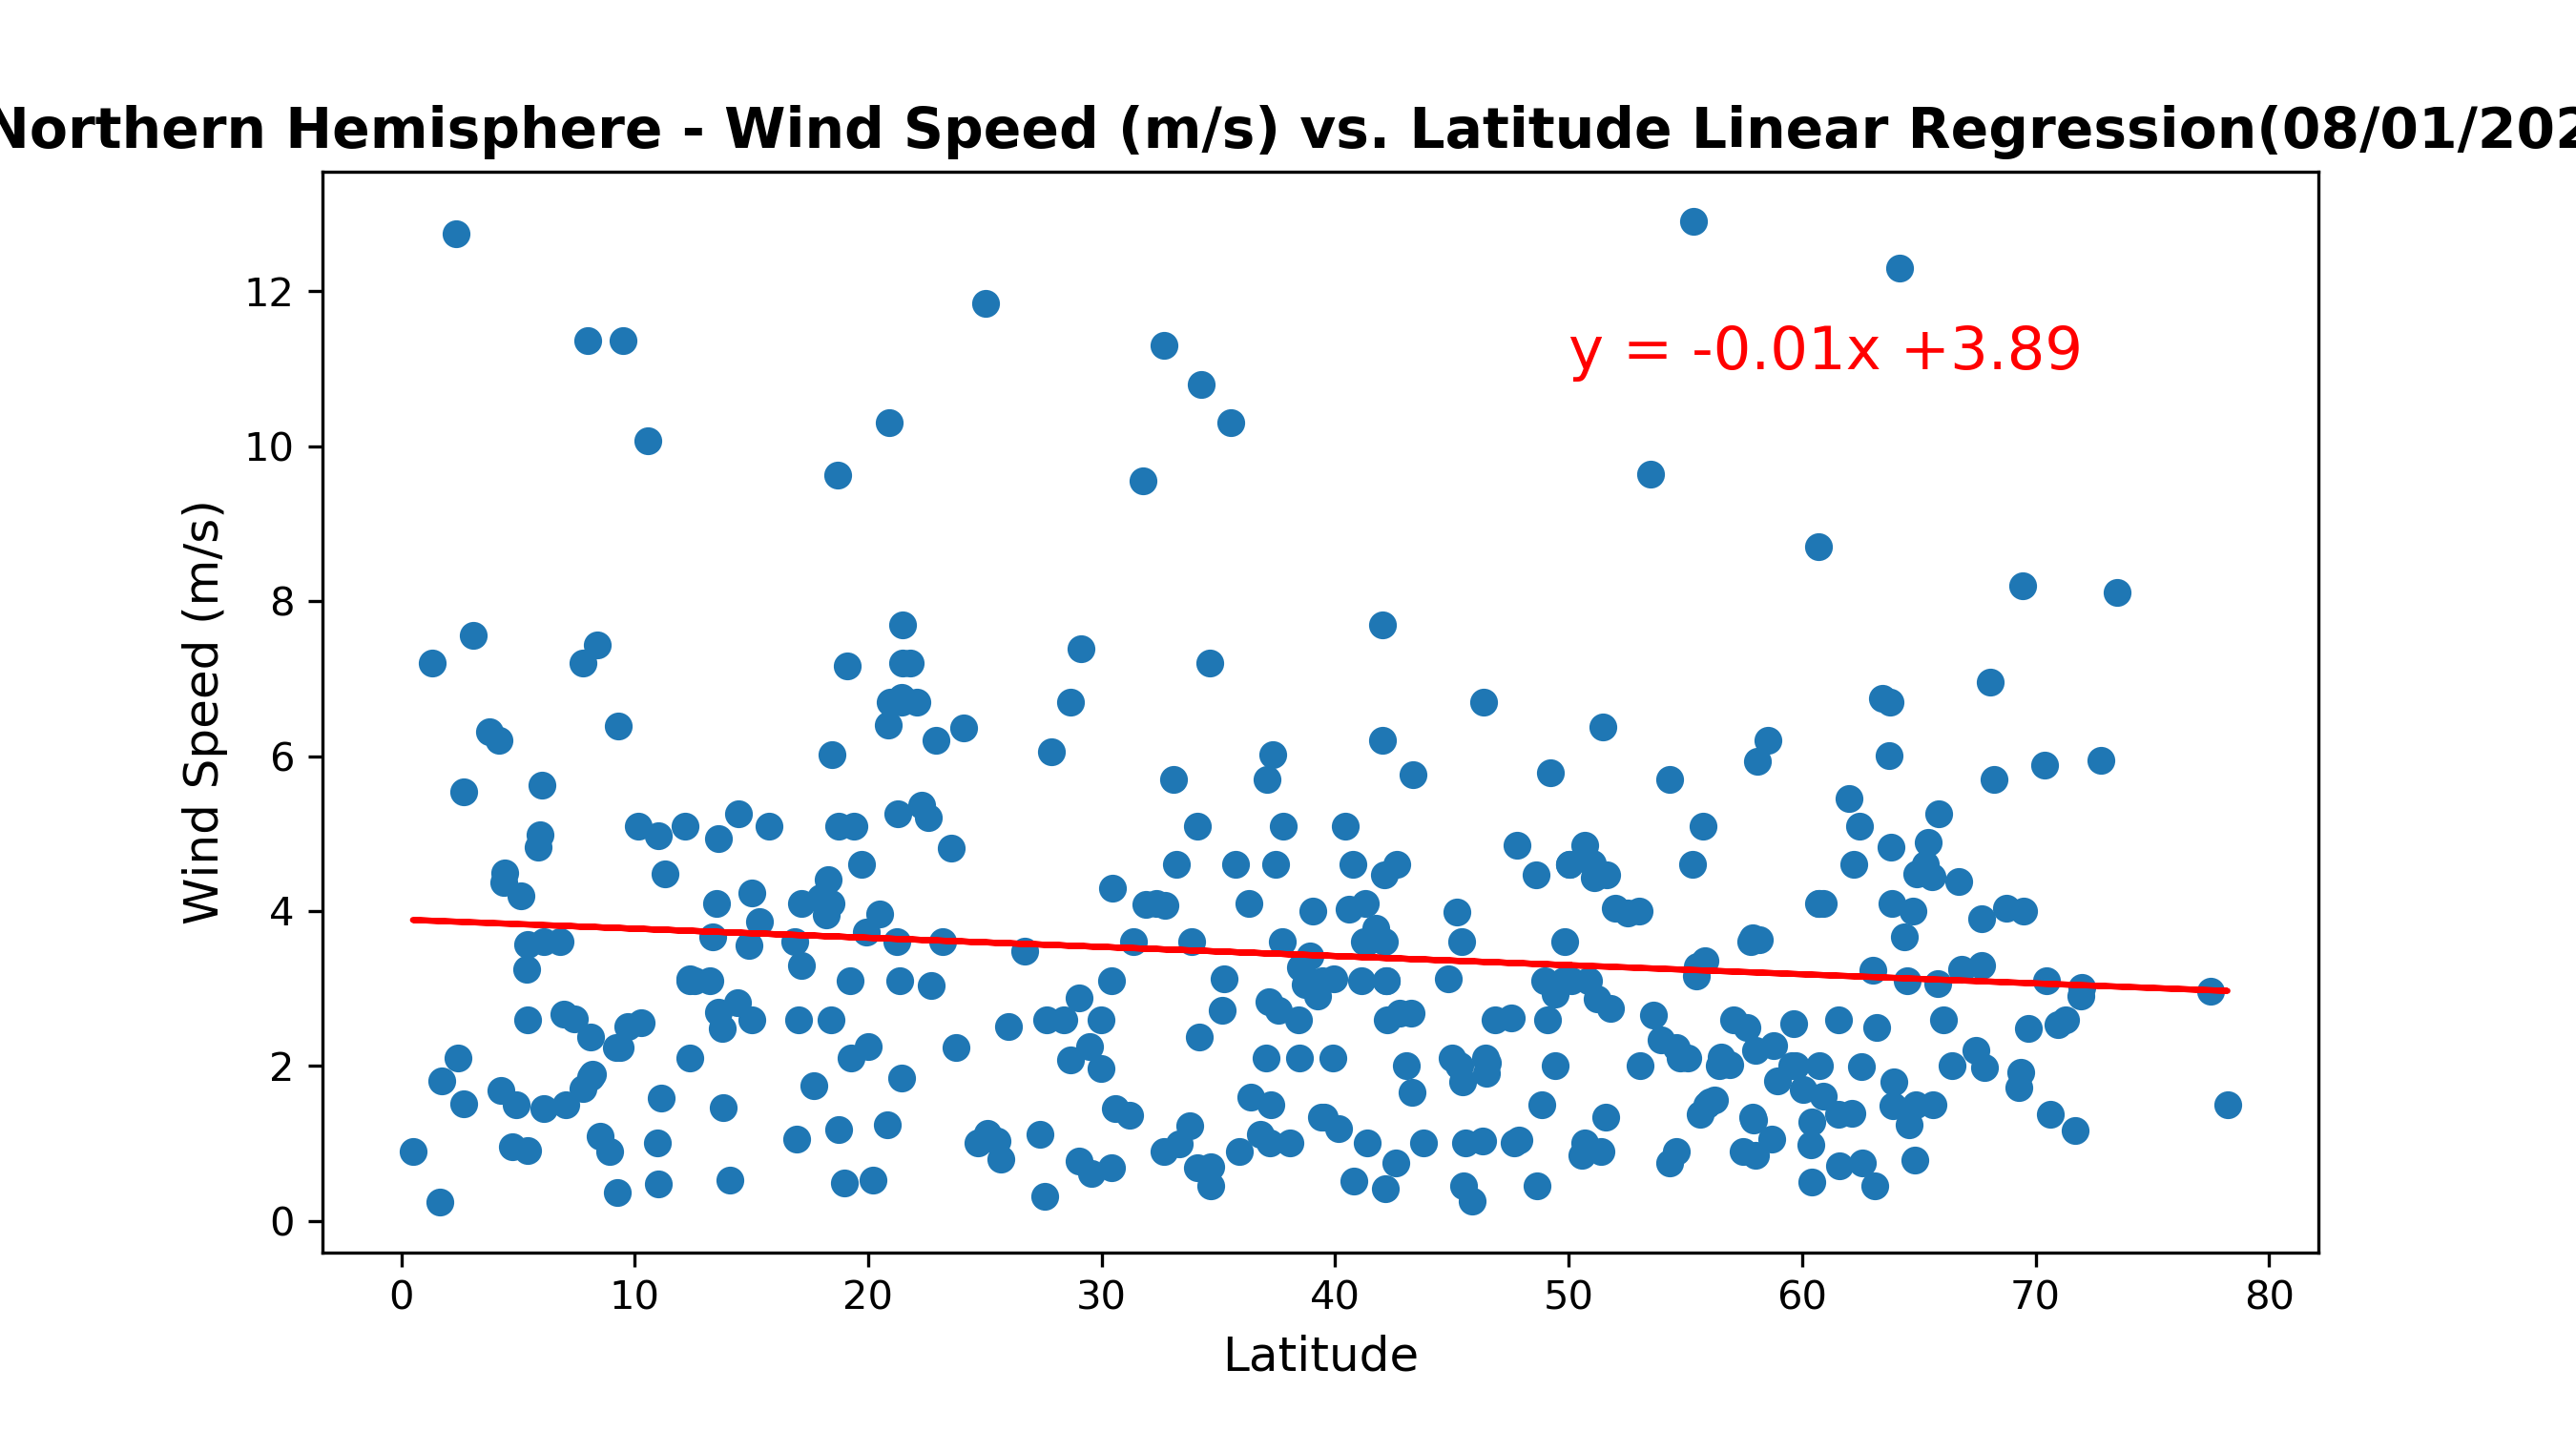 Northern Hemisphere - Wind Speed (m/s) vs. Latitude Linear Regression(08/01/202
y = -0.01x +3.89
Wind Speed (m/s)
12
10
8
6
4
2
0
0 10 20 30 40 50 60 70 80
Latitude